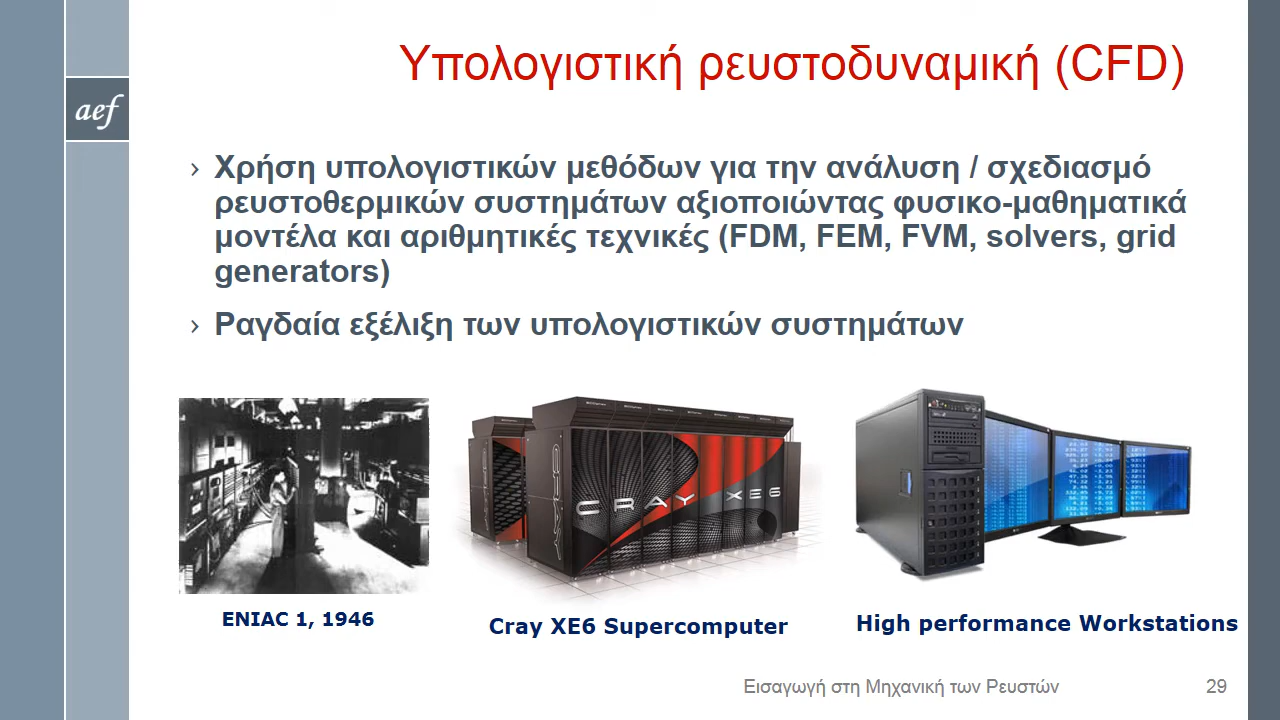 Υπολογιστική ρευστοδυναμική (CFD)
aef
› Χρήση υπολογιστικών μεθόδων για την ανάλυση / σχεδιασμό
ρευστοθερμικών συστημάτων αξιοποιώντας φυσικο-μαθηματικά
μοντέλα και αριθμητικές τεχνικές (FDM, FEM, FVM, solvers, grid
generators)
› Ραγδαία εξέλιξη των υπολογιστικών συστημάτων
CRAY XE6
ENIAC 1, 1946
Cray XE6 Supercomputer
High performance Workstations
Εισαγωγή στη Μηχανική των Ρευστών
29